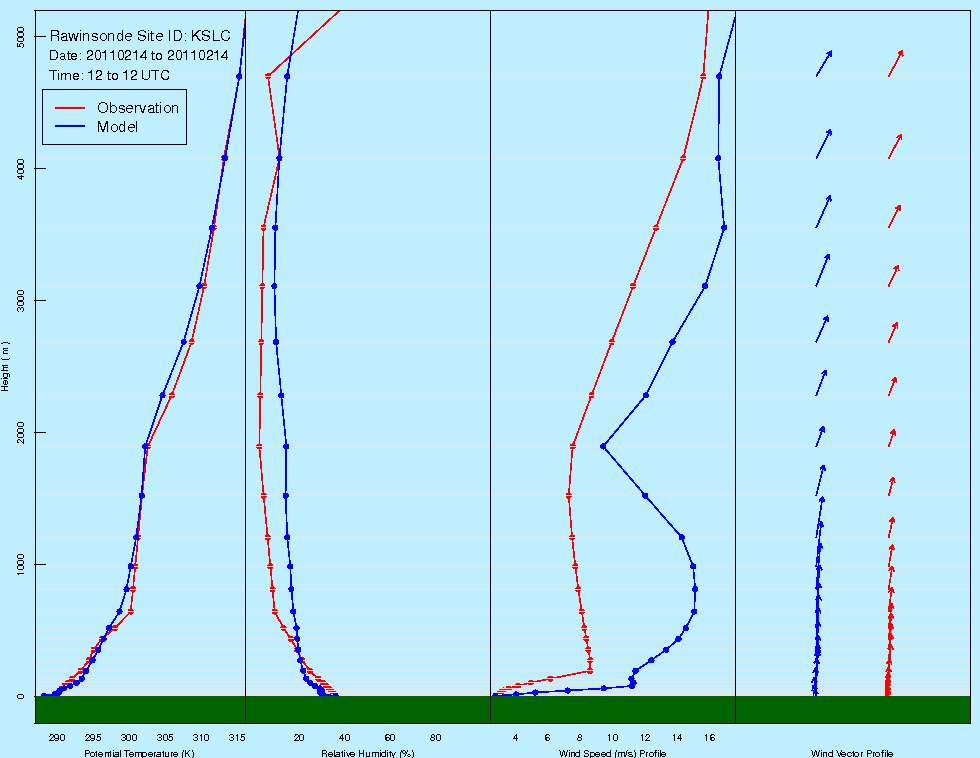 Rawinsonde Site ID: KSLC
Date: 20110214 to 20110214
Time: 12 to 12 UTC
Observation
Model
5000
4000
3000
2000
1000
0
Height ( m )
290 295 300 305 310 315 20 40 60 80 4 6 8 10 12 14 16
Potential Temperature (K) Relative Humidity (%) Wind Speed (m/s) Profile Wind Vector Profile